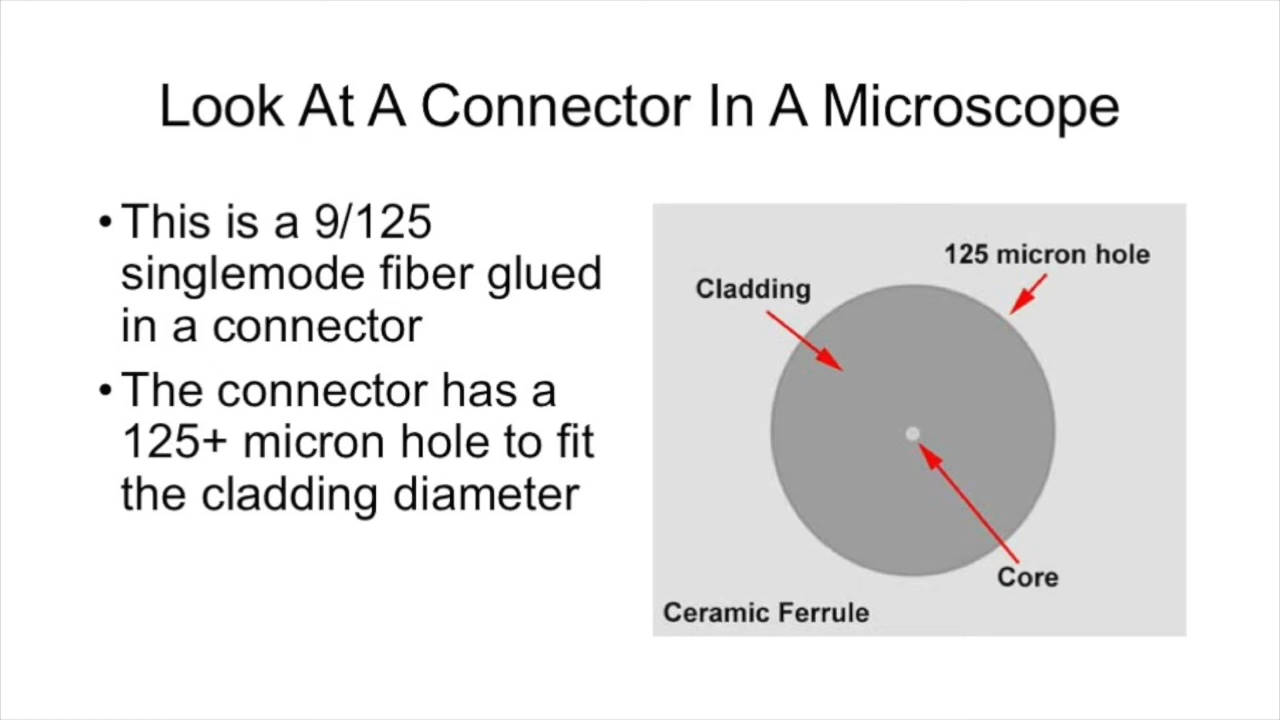 Look At A Connector In A Microscope
• This is a 9/125
singlemode fiber glued
in a connector
• The connector has a
125+ micron hole to fit
the cladding diameter
125 micron hole
Cladding
Core
Ceramic Ferrule